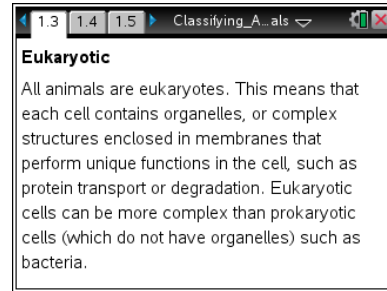 1.3 1.4 1.5 Classifying_A...als
Eukaryotic
All animals are eukaryotes. This means that
each cell contains organelles, or complex
structures enclosed in membranes that
perform unique functions in the cell, such as
protein transport or degradation. Eukaryotic
cells can be more complex than prokaryotic
cells (which do not have organelles) such as
bacteria.